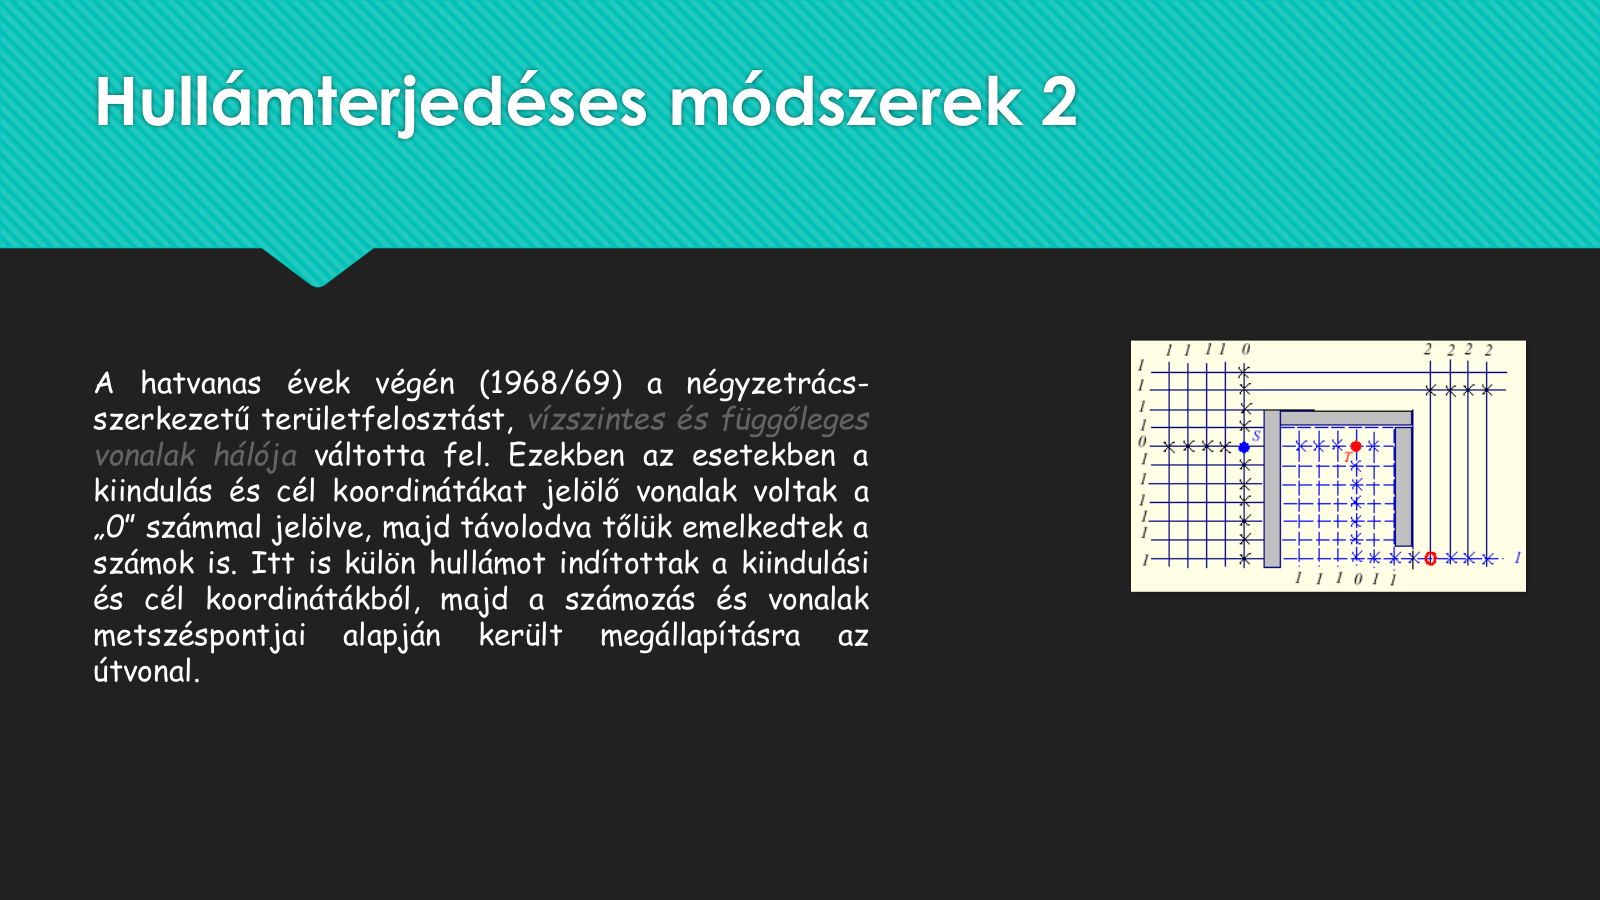 Hullámterjedéses módszerek 2
A hatvanas évek végén (1968/69) a négyzetrács-
szerkezetű területfelosztást, vízszintes és függőleges
vonalak hálója váltotta fel. Ezekben az esetekben a
kiindulás és cél koordinátákat jelölő vonalak voltak a
„0” számmal jelölve, majd távolodva tőlük emelkedtek a
számok is. Itt is külön hullámot indítottak a kiindulási
és cél koordinátákból, majd a számozás és vonalak
metszéspontjai alapján került megállapításra az
útvonal.
1 1 1 1 0 2 2 2 2
1
1
1
1
0
S
T
1
1
1
1
1
1
1
1 1 1 0 1 1